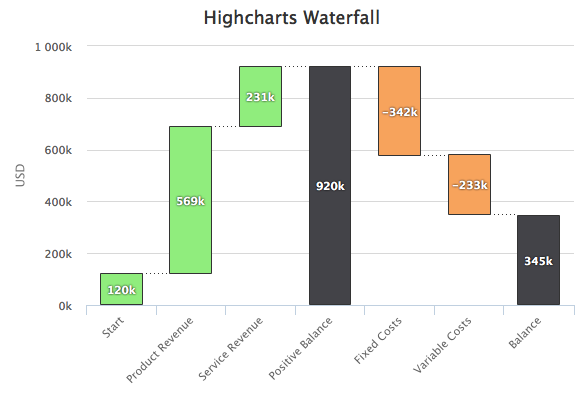 Highcharts Waterfall
USD
1 000k
800k
600k
400k
200k
0k
120k
569k
231k
920k
-342k
-233k
345k
Start
Product Revenue
Service Revenue
Positive Balance
Fixed Costs
Variable Costs
Balance